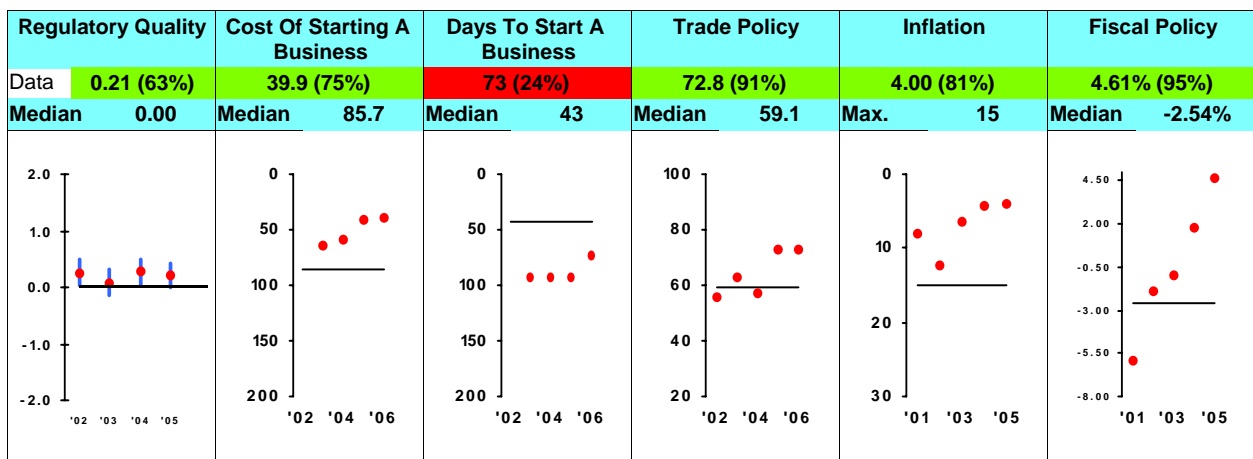 Regulatory Quality
Cost Of Starting A Business
Days To Start A Business
Trade Policy
Inflation
Fiscal Policy
Data 0.21 (63%) 39.9 (75%) 73 (24%) 72.8 (91%) 4.00 (81%) 4.61% (95%)
Median 0.00 Median 85.7 Median 43 Median 59.1 Max. 15 Median -2.54%
2.0
1.0
0.0
-1.0
-2.0
'02 '03 '04 '05
0
50
100
150
200
'02 '04 '06
0
50
100
150
200
'02 '04 '06
100
80
60
40
20
'02 '04 '06
0
10
20
30
'01 '03 '05
4.50
2.00
-0.50
-3.00
-5.50
-8.00
'01 '03 '05